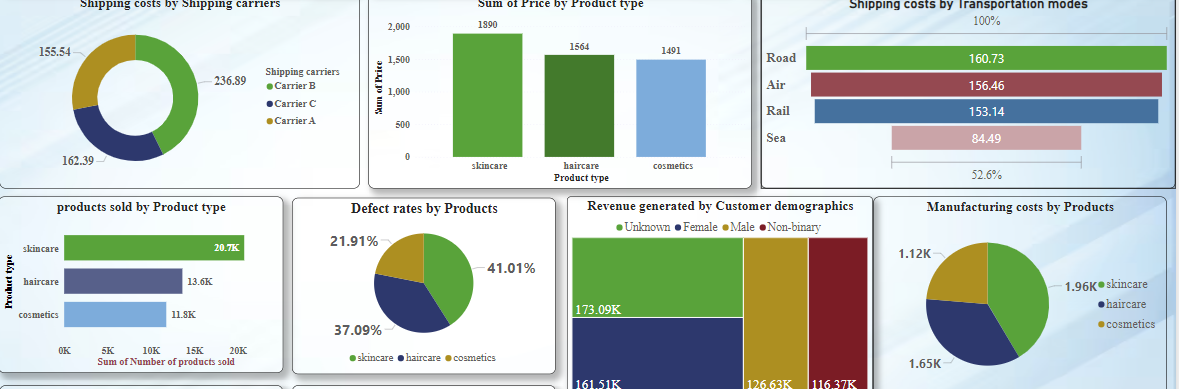 Shipping costs by Shipping carriers
155.54
236.89
162.39
Shipping carriers
Carrier B
Carrier C
Carrier A
Sum of Price by Product type
Sum of Price
2,000
1,500
1,000
500
0
1890
1564
1491
skincare
haircare
cosmetics
Product type
Shipping costs by Transportation modes
100%
Road
160.73
Air
156.46
Rail
153.14
Sea
84.49
52.6%
products sold by Product type
Product type
skincare
20.7K
haircare
13.6K
cosmetics
11.8K
0K
5K
10K
15K
20K
Sum of Number of products sold
Defect rates by Products
21.91%
41.01%
37.09%
skincare
haircare
cosmetics
Revenue generated by Customer demographics
Unknown
Female
Male
Non-binary
173.09K
161.51K
126.63K
116.37K
Manufacturing costs by Products
1.12K
1.96K
1.65K
skincare
haircare
cosmetics